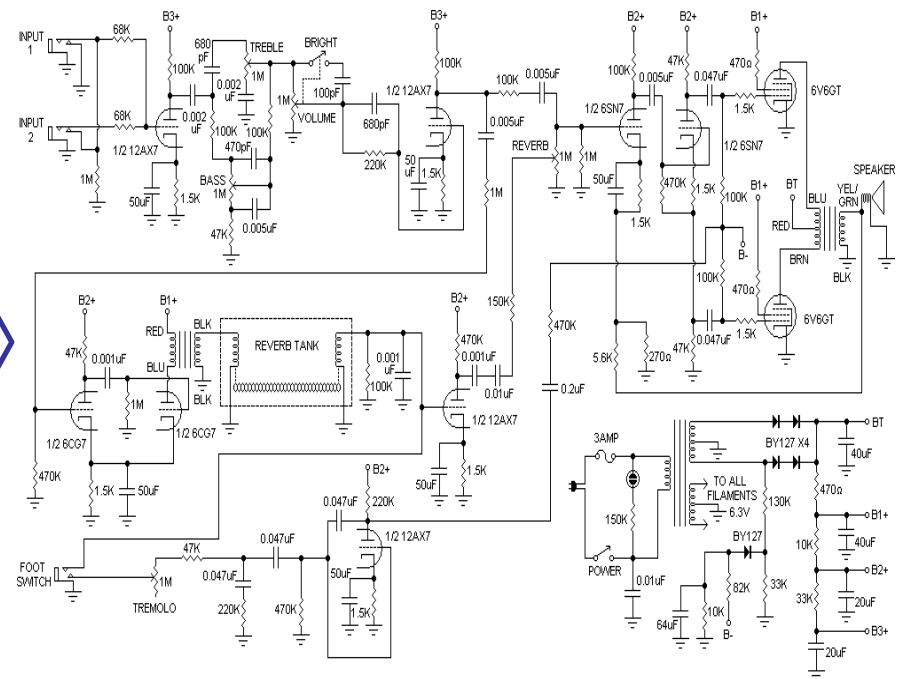 INPUT
1
68K
INPUT
2
68K
1M
B3+
100K
1/2 12AX7
50uF
1.5K
0.002
uF
680
pF
TREBLE
1M
0.002
uF
100K
100K
470pF
BASS
1M
0.005uF
47K
BRIGHT
100pF
1M
VOLUME
680pF
220K
B3+
100K
1/2 12AX7
50
uF
1.5K
0.005uF
1M
100K
0.005uF
REVERB
1M
1M
150K
B2+
100K
0.005uF
1/2 6SN7
50uF
1.5K
B2+
47K
0.047uF
1/2 6SN7
470K
1.5K
100K
B-
100K
47K
0.047uF
B1+
470Ω
1.5K
6V6GT
B1+
470Ω
1.5K
6V6GT
BT
RED
BLU
BRN
YEL/
GRN
BLK
SPEAKER
5.6K
270Ω
470K
0.2uF
B2+
47K
0.001uF
1M
1/2 6CG7
1/2 6CG7
470K
1.5K
50uF
B1+
RED
BLU
BLK
BLK
REVERB TANK
100K
0.001
uF
B2+
470K
0.001uF
0.01uF
1/2 12AX7
50uF
1.5K
FOOT
SWITCH
1M
TREMOLO
47K
0.047uF
220K
0.047uF
470K
0.047uF
B2+
220K
1/2 12AX7
50uF
1.5K
3AMP
150K
POWER
0.01uF
TO ALL
FILAMENTS
6.3V
BY127 X4
BT
40uF
470Ω
B1+
40uF
10K
B2+
20uF
33K
B3+
20uF
130K
BY127
33K
82K
B-
10K
64uF